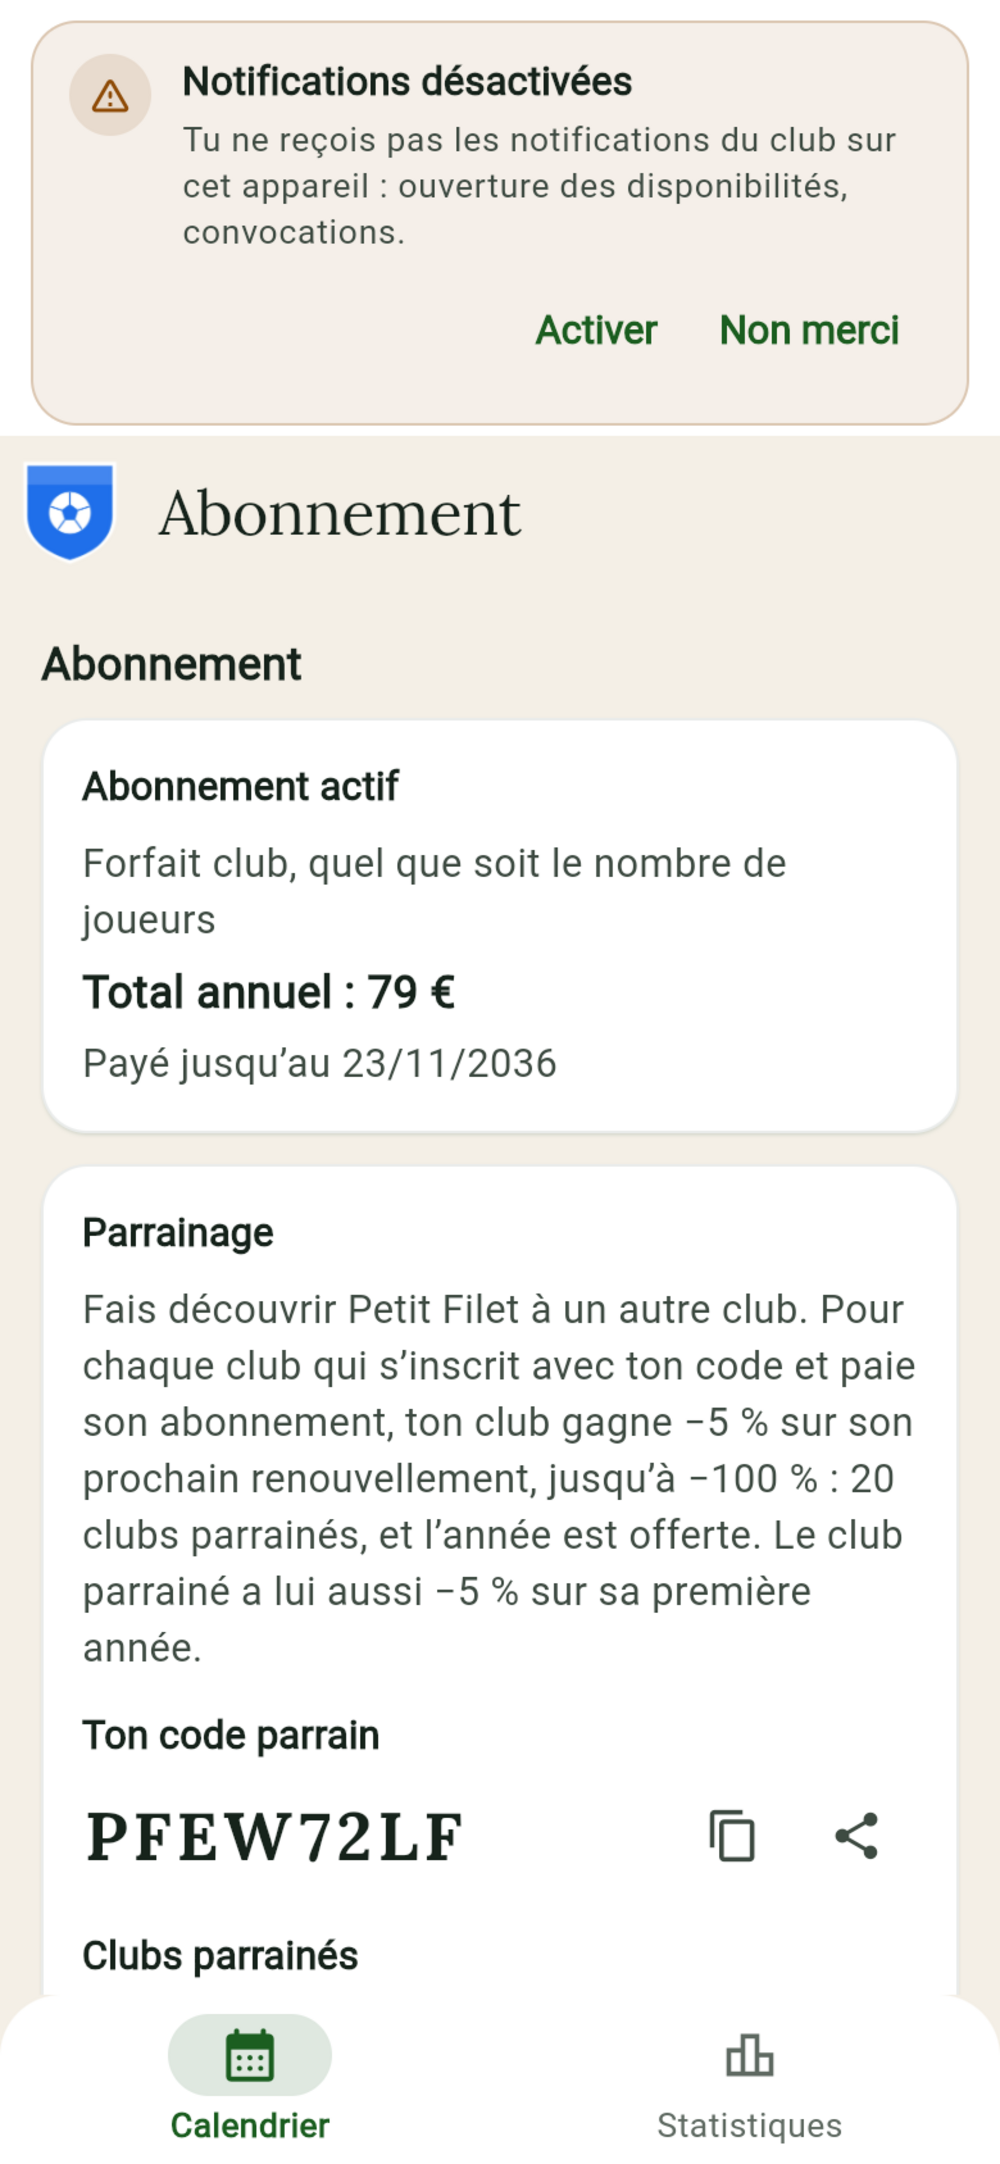 Notifications désactivées
Tu ne reçois pas les notifications du club sur
cet appareil : ouverture des disponibilités,
convocations.
Activer
Non merci
Abonnement
Abonnement
Abonnement actif
Forfait club, quel que soit le nombre de
joueurs
Total annuel : 79 €
Payé jusqu’au 23/11/2036
Parrainage
Fais découvrir Petit Filet à un autre club. Pour
chaque club qui s’inscrit avec ton code et paie
son abonnement, ton club gagne −5 % sur son
prochain renouvellement, jusqu’à −100 % : 20
clubs parrainés, et l’année est offerte. Le club
parrainé a lui aussi −5 % sur sa première
année.
Ton code parrain
PFEW72LF
Clubs parrainés
Calendrier
Statistiques